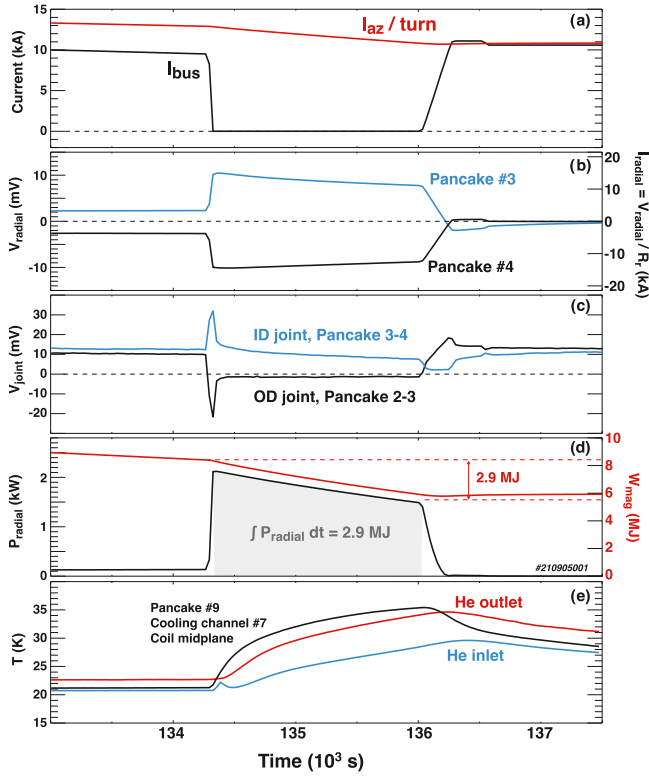 (a)
15
10
5
0
Current (kA)
I_az / turn
I_bus
(b)
10
0
-10
V_radial (mV)
Pancake #3
Pancake #4
20
10
0
-10
-20
I_radial = V_radial / R_r (kA)
(c)
30
20
10
0
-10
-20
V_joint (mV)
ID joint, Pancake 3-4
OD joint, Pancake 2-3
(d)
2
1
0
P_radial (kW)
2.9 MJ
∫ P_radial dt = 2.9 MJ
#210905001
10
8
6
4
2
0
W_mag (MJ)
(e)
35
30
25
20
15
T (K)
Pancake #9
Cooling channel #7
Coil midplane
He outlet
He inlet
134
135
136
137
Time (10³ s)